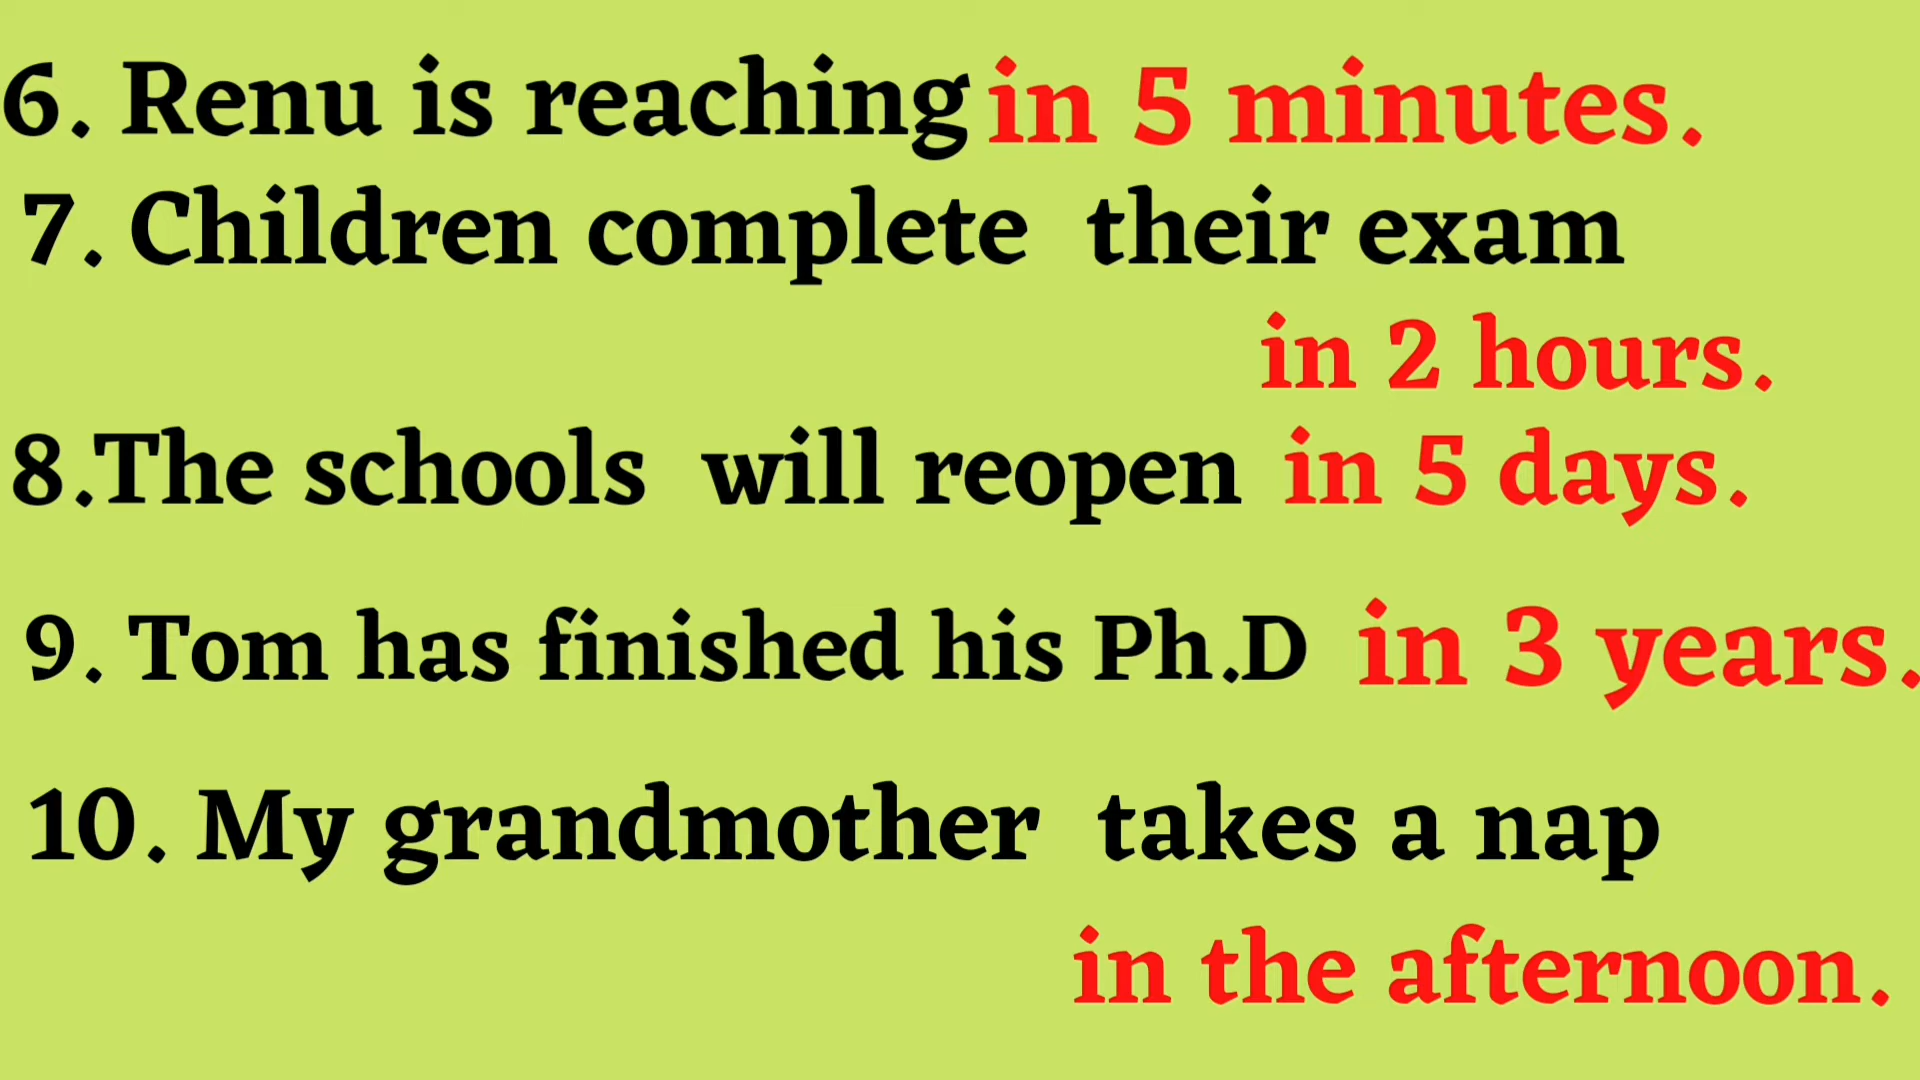 6. Renu is reaching in 5 minutes.
7. Children complete their exam
in 2 hours.
8.The schools will reopen in 5 days.
9. Tom has finished his Ph.D in 3 years.
10. My grandmother takes a nap
in the afternoon.